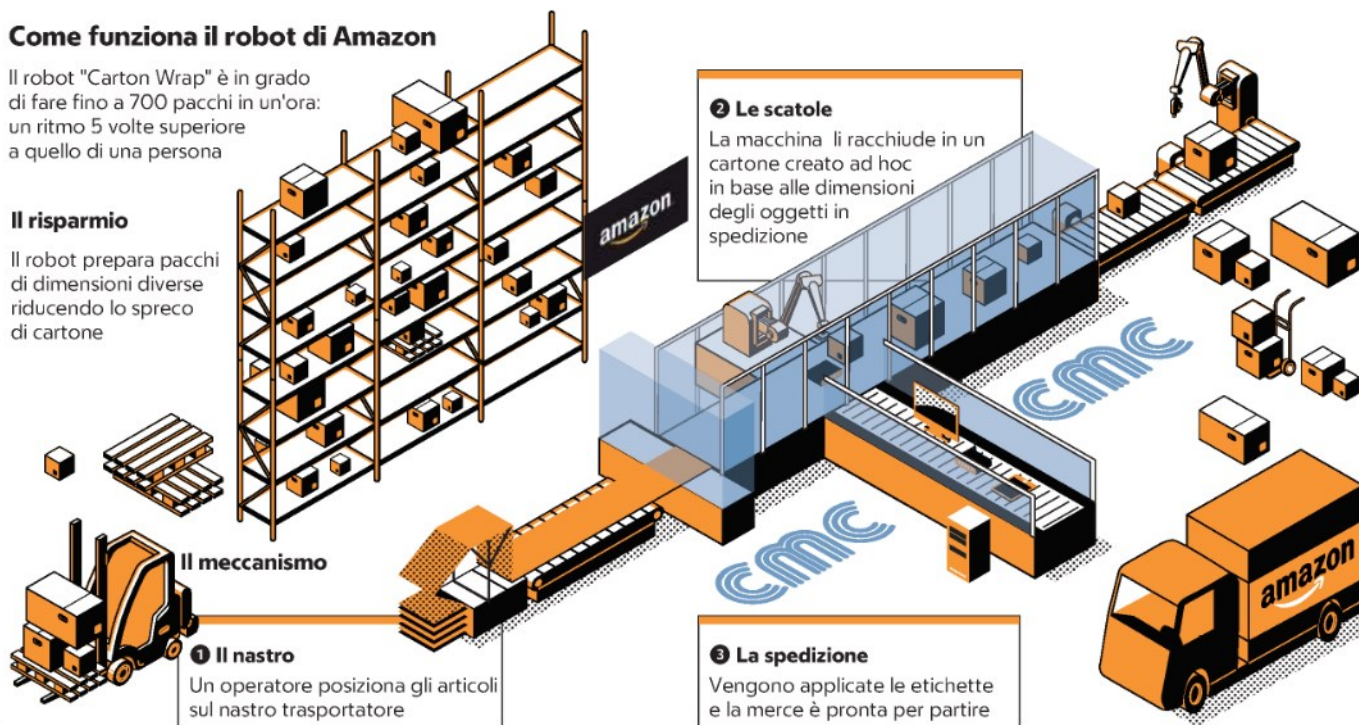 Come funziona il robot di Amazon
Il robot "Carton Wrap" è in grado
di fare fino a 700 pacchi in un'ora:
un ritmo 5 volte superiore
a quello di una persona
Il risparmio
Il robot prepara pacchi
di dimensioni diverse
riducendo lo spreco
di cartone
amazon
❷ Le scatole
La macchina li racchiude in un
cartone creato ad hoc
in base alle dimensioni
degli oggetti in
spedizione
cmc
cmc
amazon
Il meccanismo
❶ Il nastro
Un operatore posiziona gli articoli
sul nastro trasportatore
❸ La spedizione
Vengono applicate le etichette
e la merce è pronta per partire